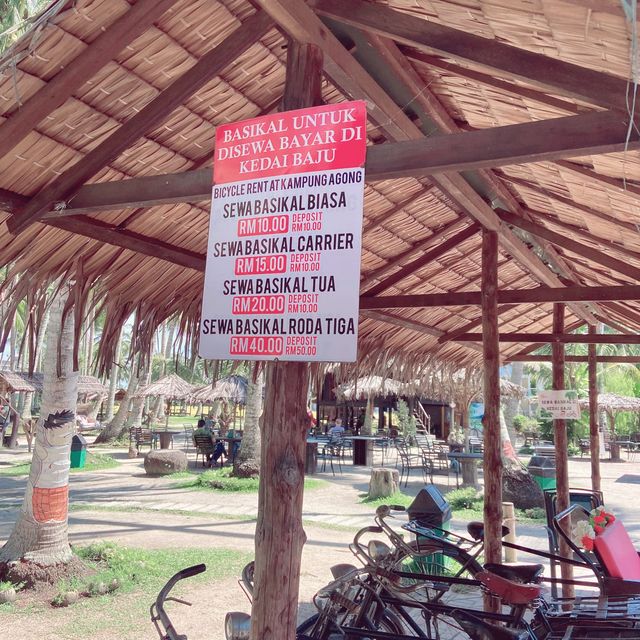 BASIKAL UNTUK
DISEWA BAYAR DI
KEDAI BAJU
BICYCLE RENT AT KAMPUNG AGONG
SEWA BASIKAL BIASA
RM10.00 DEPOSIT RM10.00
SEWA BASIKAL CARRIER
RM15.00 DEPOSIT RM10.00
SEWA BASIKAL TUA
RM20.00 DEPOSIT RM10.00
SEWA BASIKAL RODA TIGA
RM40.00 DEPOSIT RM50.00
SEWA BASIKAL
KEDAI BAJU